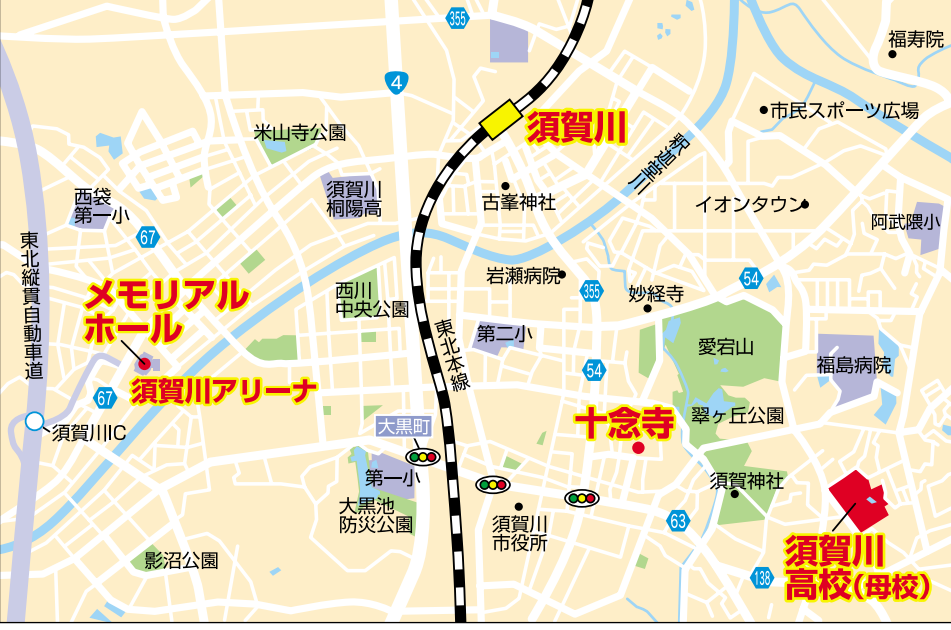 355
福寿院
4
市民スポーツ広場
須賀川
米山寺公園
釈迦堂川
須賀川
桐陽高
西袋
第一小
古峯神社
イオンタウン
阿武隈小
67
東北縦貫自動車道
岩瀬病院
54
メモリアル
ホール
西川
中央公園
355
妙経寺
東北本線
第二小
愛宕山
福島病院
54
須賀川アリーナ
67
翠ヶ丘公園
十念寺
大黒町
須賀川IC
第一小
須賀神社
大黒池
防災公園
須賀川
市役所
63
影沼公園
須賀川
高校(母校)
138